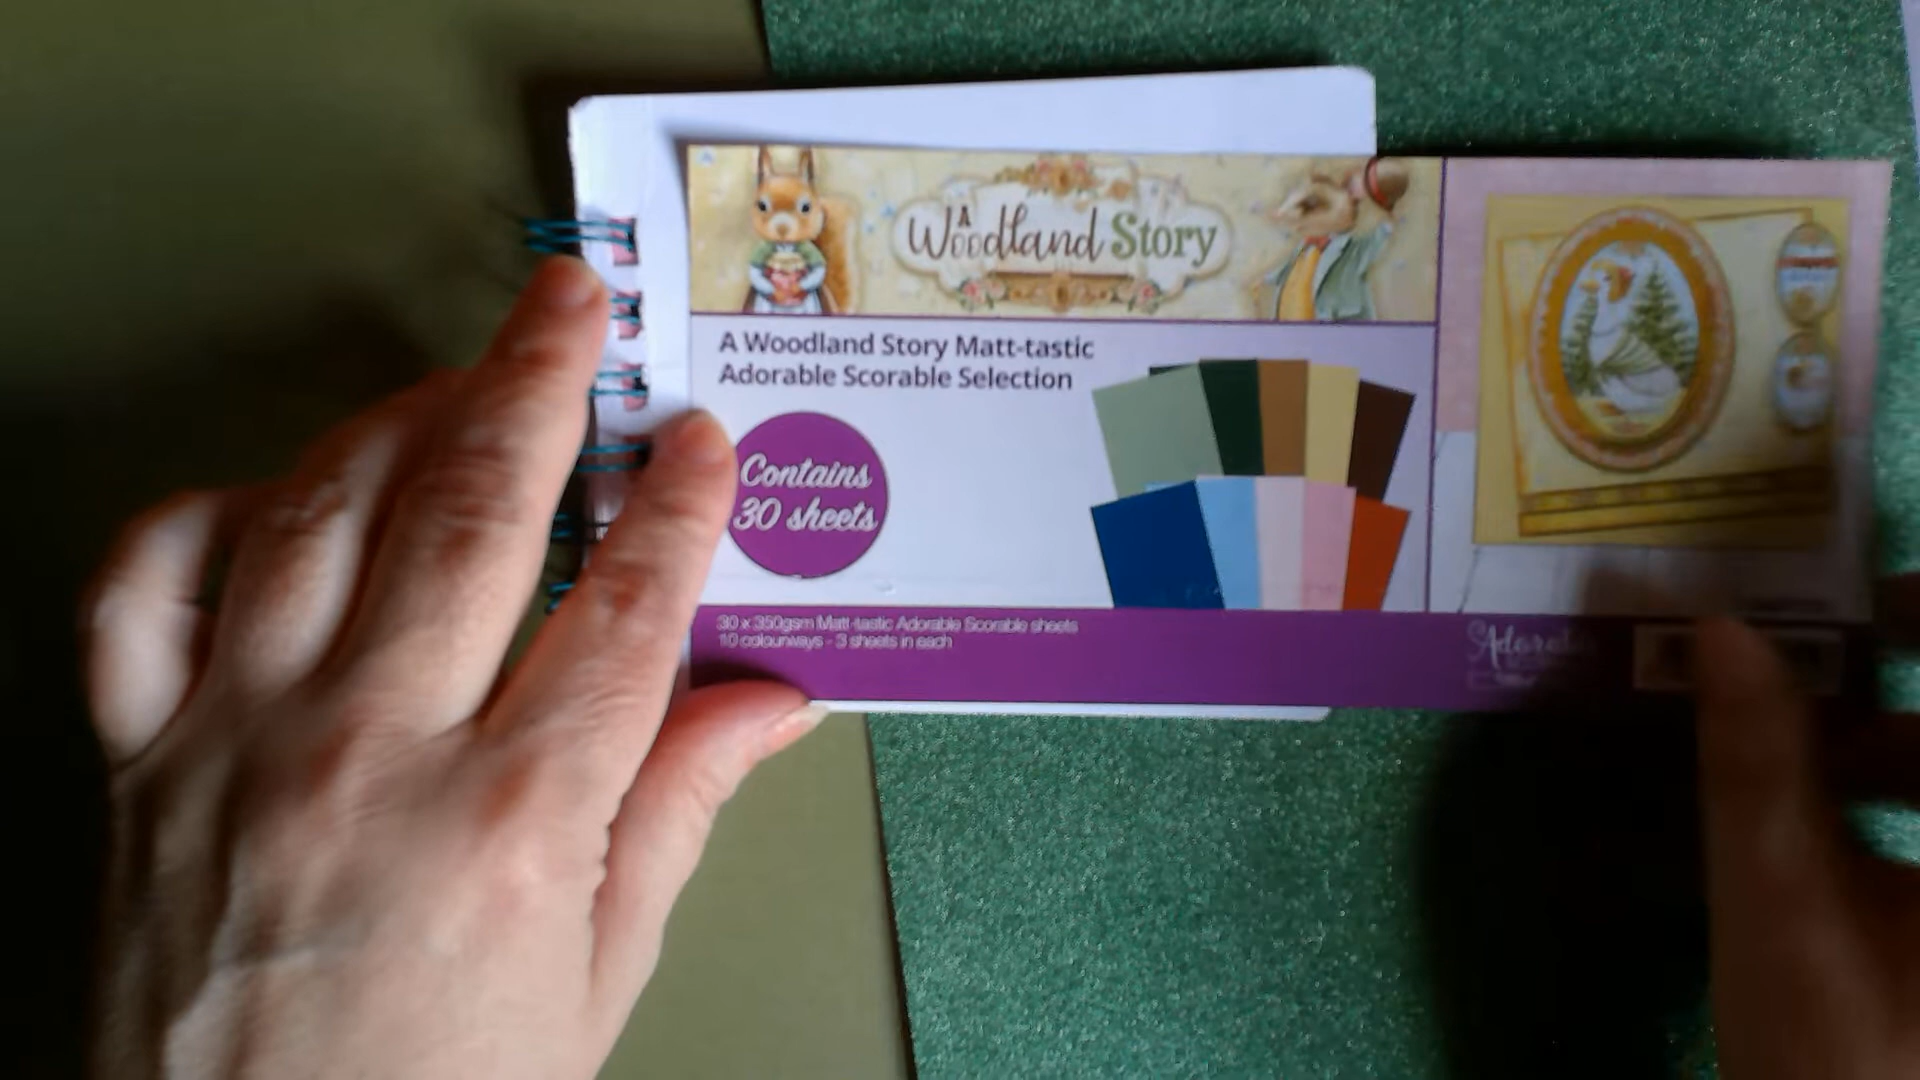 A
Woodland Story
A Woodland Story Matt-tastic
Adorable Scorable Selection
Contains
30 sheets
30 x 350gsm Matt-tastic Adorable Scorable sheets
10 colourways - 3 sheets in each